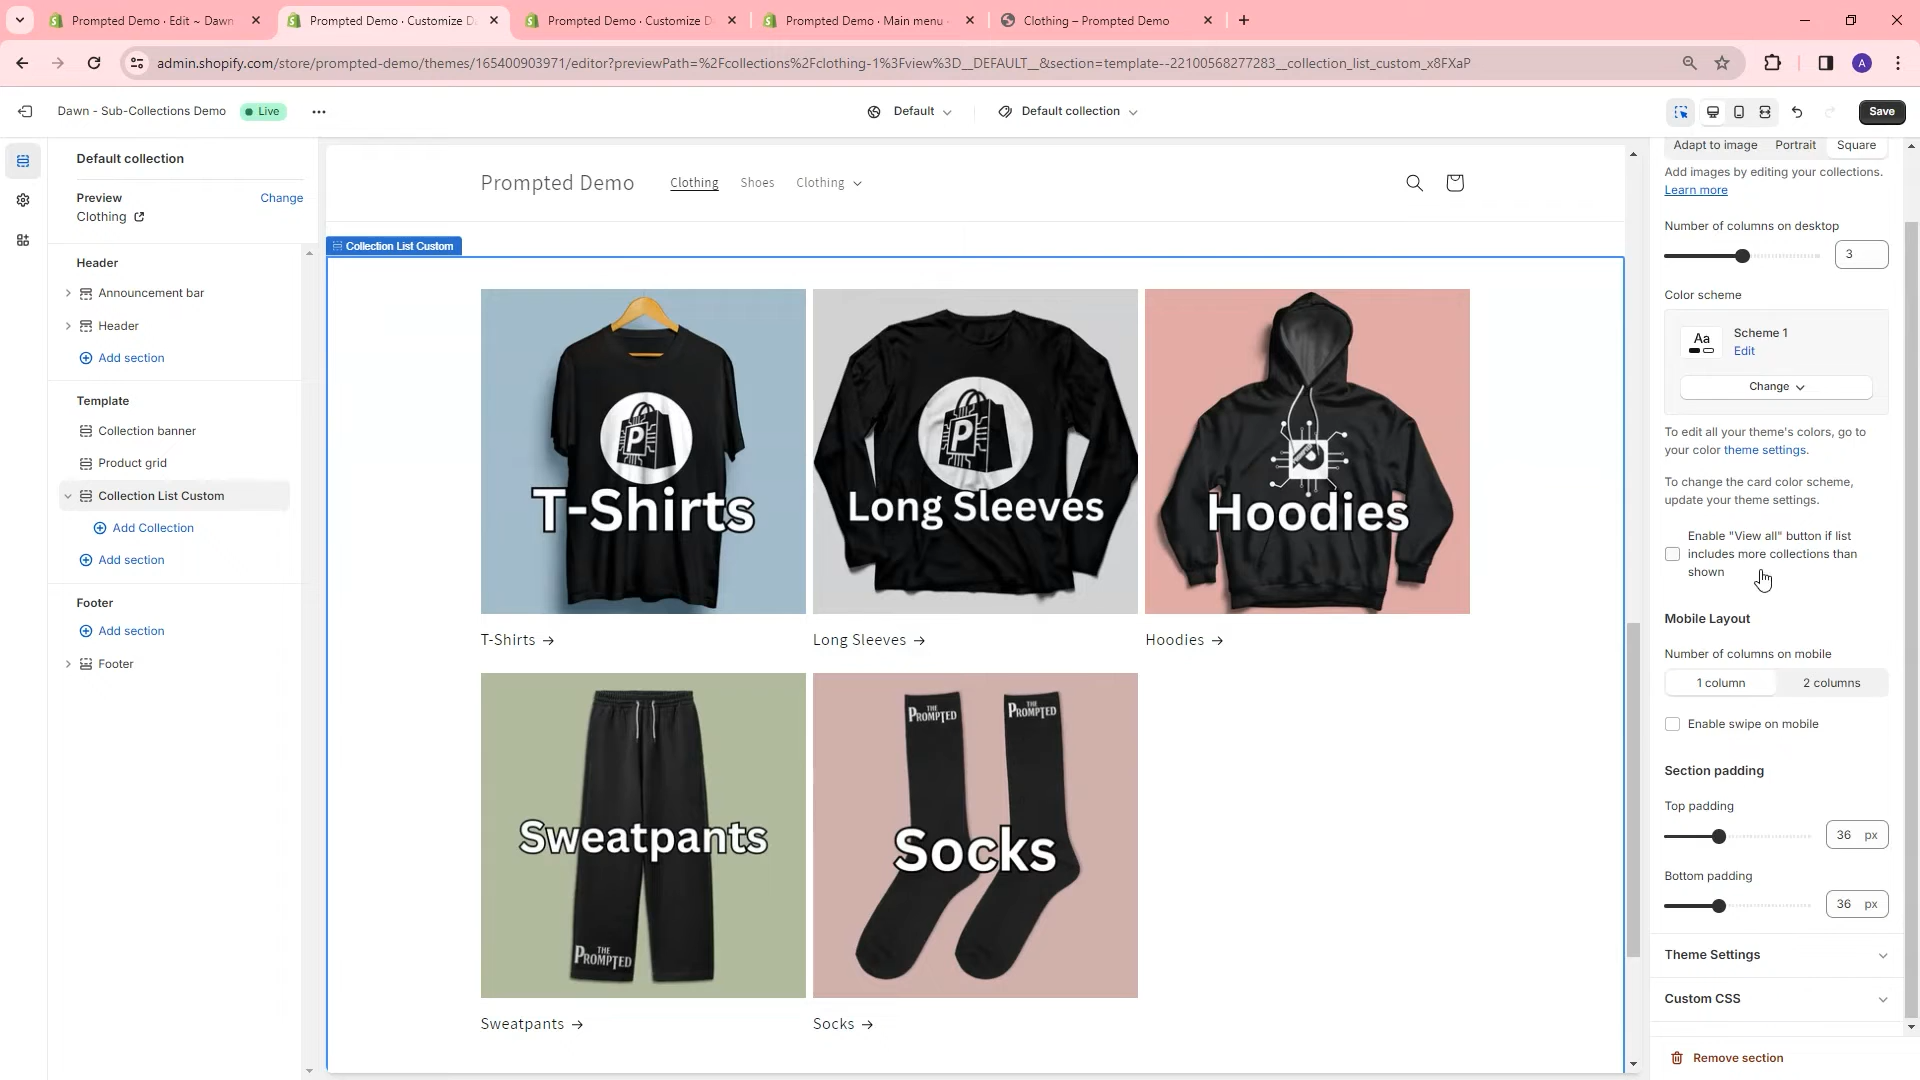 Prompted Demo · Edit ~ Dawn
Prompted Demo · Customize D
Prompted Demo · Customize D
Prompted Demo · Main menu
Clothing – Prompted Demo
admin.shopify.com/store/prompted-demo/themes/165400903971/editor?previewPath=%2Fcollections%2Fclothing-1%3Fview%3D__DEFAULT__&section=template--22100568277283__collection_list_custom_x8FXaP
A
Dawn - Sub-Collections Demo
Live
Default
Default collection
Save
Default collection
Preview
Change
Clothing
Header
Announcement bar
Header
Add section
Template
Collection banner
Product grid
Collection List Custom
Add Collection
Add section
Footer
Add section
Footer
Prompted Demo
Clothing
Shoes
Clothing
Collection List Custom
P
T-Shirts
P
Long Sleeves
Hoodies
T-Shirts →
Long Sleeves →
Hoodies →
Sweatpants
THE
PROMPTED
THE
PROMPTED
THE
PROMPTED
Socks
Sweatpants →
Socks →
Adapt to image
Portrait
Square
Add images by editing your collections.
Learn more
Number of columns on desktop
3
Color scheme
Aa
Scheme 1
Edit
Change
To edit all your theme's colors, go to
your color theme settings.
To change the card color scheme,
update your theme settings.
Enable "View all" button if list
includes more collections than
shown
Mobile Layout
Number of columns on mobile
1 column
2 columns
Enable swipe on mobile
Section padding
Top padding
36 px
Bottom padding
36 px
Theme Settings
Custom CSS
Remove section